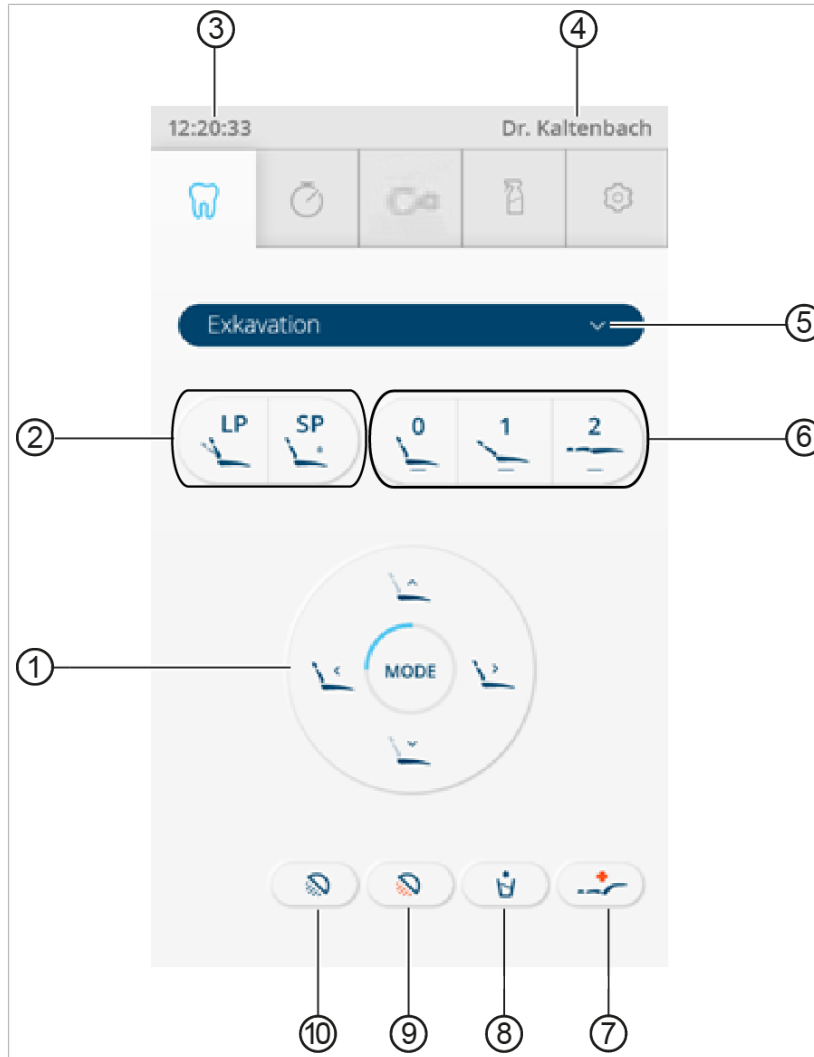 ③ ④
12:20:33 Dr. Kaltenbach
Exkavation ⑤
② LP SP 0 1 2 ⑥
① MODE
⑩ ⑨ ⑧ ⑦